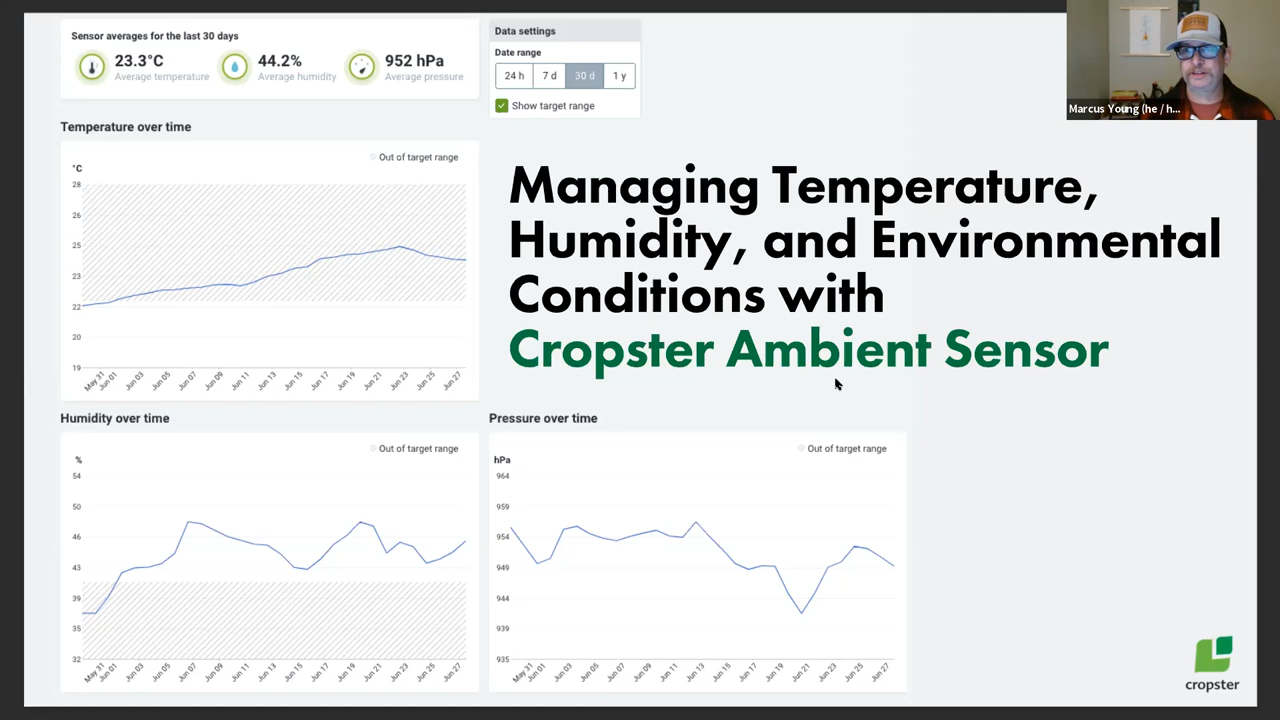 Sensor averages for the last 30 days
23.3°C
Average temperature
44.2%
Average humidity
952 hPa
Average pressure
Data settings
Date range
24 h 7 d 30 d 1 y
Show target range
Marcus Young (he / h...
Temperature over time
Out of target range
°C
28
26
25
23
22
20
19
May 31 Jun 01 Jun 03 Jun 05 Jun 07 Jun 09 Jun 11 Jun 13 Jun 15 Jun 17 Jun 19 Jun 21 Jun 23 Jun 25 Jun 27
Managing Temperature,
Humidity, and Environmental
Conditions with
Cropster Ambient Sensor
Humidity over time
Out of target range
%
54
50
46
43
39
35
32
May 31 Jun 01 Jun 03 Jun 05 Jun 07 Jun 09 Jun 11 Jun 13 Jun 15 Jun 17 Jun 19 Jun 21 Jun 23 Jun 25 Jun 27
Pressure over time
Out of target range
hPa
964
959
954
949
944
939
935
May 31 Jun 01 Jun 03 Jun 05 Jun 07 Jun 09 Jun 11 Jun 13 Jun 15 Jun 17 Jun 19 Jun 21 Jun 23 Jun 25 Jun 27
cropster